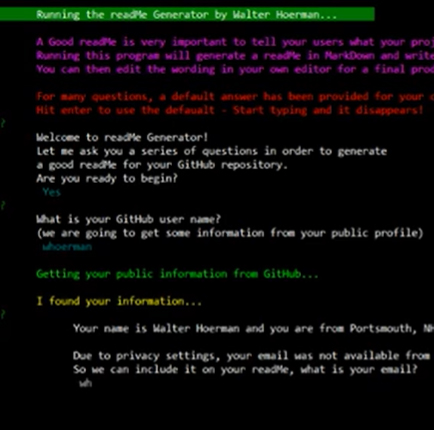 Running the readMe Generator by Walter Hoerman...
A Good readMe is very important to tell your users what your proj
Running this program will generate a readMe in MarkDown and write
You can then edit the wording in your own editor for a final prod
For many questions, a default answer has been provided for your c
Hit enter to use the defaualt - Start typing and it disappears!
?
Welcome to readMe Generator!
Let me ask you a series of questions in order to generate
a good readMe for your GitHub repository.
Are you ready to begin?
Yes
?
What is your GitHub user name?
(we are going to get some information from your public profile)
whoerman
Getting your public information from GitHub...
I found your information...
?
Your name is Walter Hoerman and you are from Portsmouth, NH
Due to privacy settings, your email was not available from
So we can include it on your readMe, what is your email?
wh